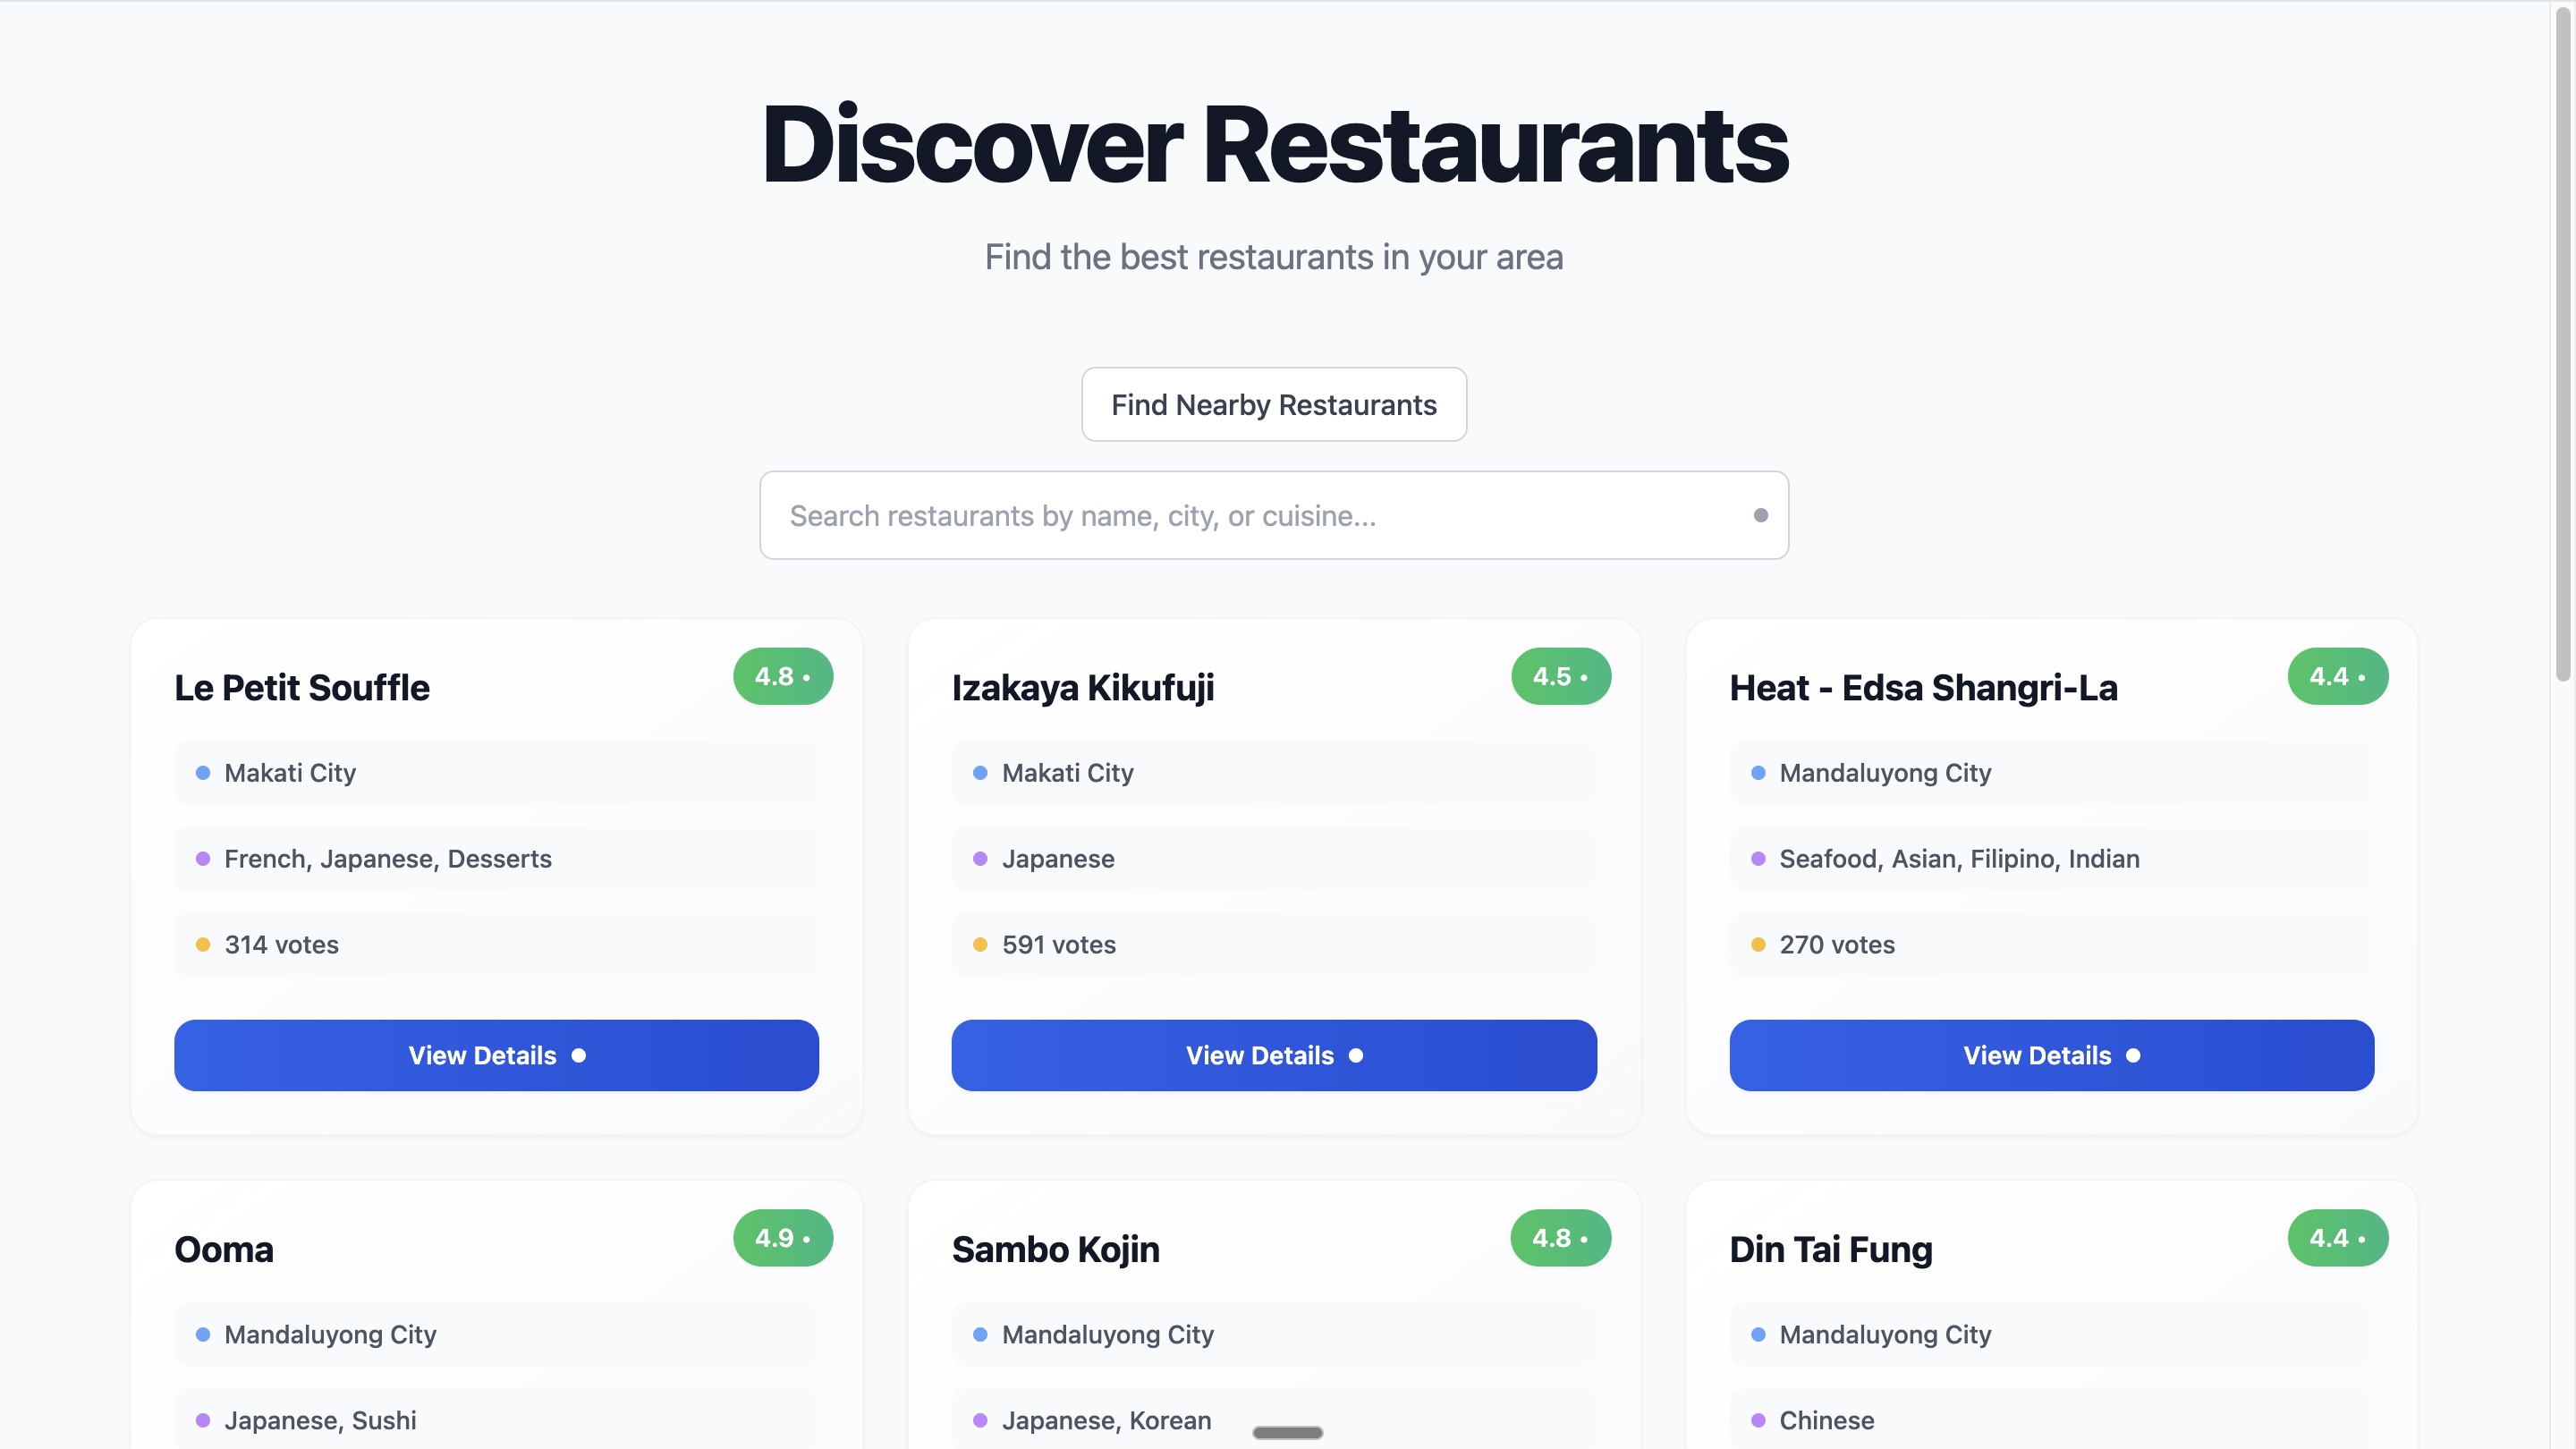 Discover Restaurants
Find the best restaurants in your area
Find Nearby Restaurants
Search restaurants by name, city, or cuisine...
Le Petit Souffle
4.8 •
Makati City
French, Japanese, Desserts
314 votes
View Details
Izakaya Kikufuji
4.5 •
Makati City
Japanese
591 votes
View Details
Heat - Edsa Shangri-La
4.4 •
Mandaluyong City
Seafood, Asian, Filipino, Indian
270 votes
View Details
Ooma
4.9 •
Mandaluyong City
Japanese, Sushi
Sambo Kojin
4.8 •
Mandaluyong City
Japanese, Korean
Din Tai Fung
4.4 •
Mandaluyong City
Chinese